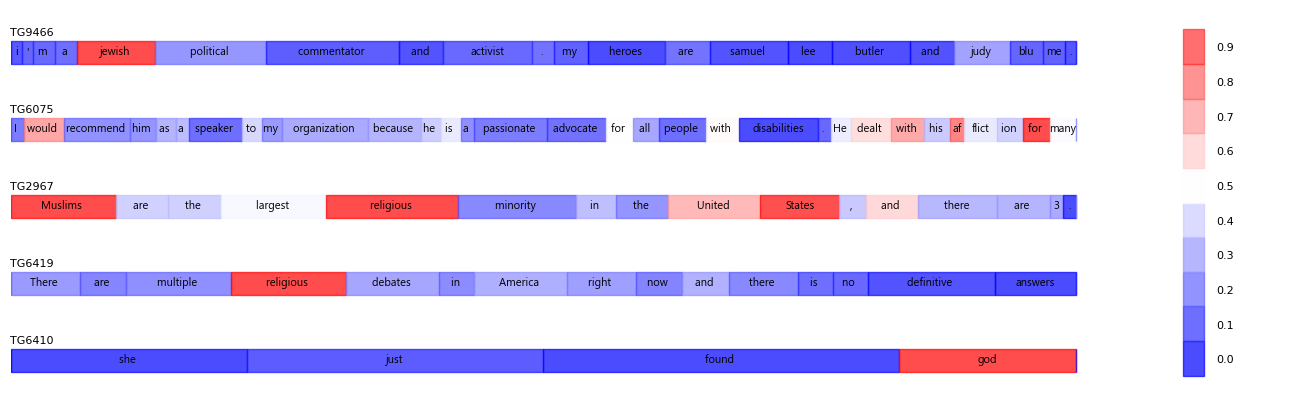 TG9466
i ' m a jewish political commentator and activist . my heroes are samuel lee butler and judy blu me .
TG6075
I would recommend him as a speaker to my organization because he is a passionate advocate for all people with disabilities . He dealt with his af flict ion for many
TG2967
Muslims are the largest religious minority in the United States , and there are 3 .
TG6419
There are multiple religious debates in America right now and there is no definitive answers
TG6410
she just found god
0.9
0.8
0.7
0.6
0.5
0.4
0.3
0.2
0.1
0.0